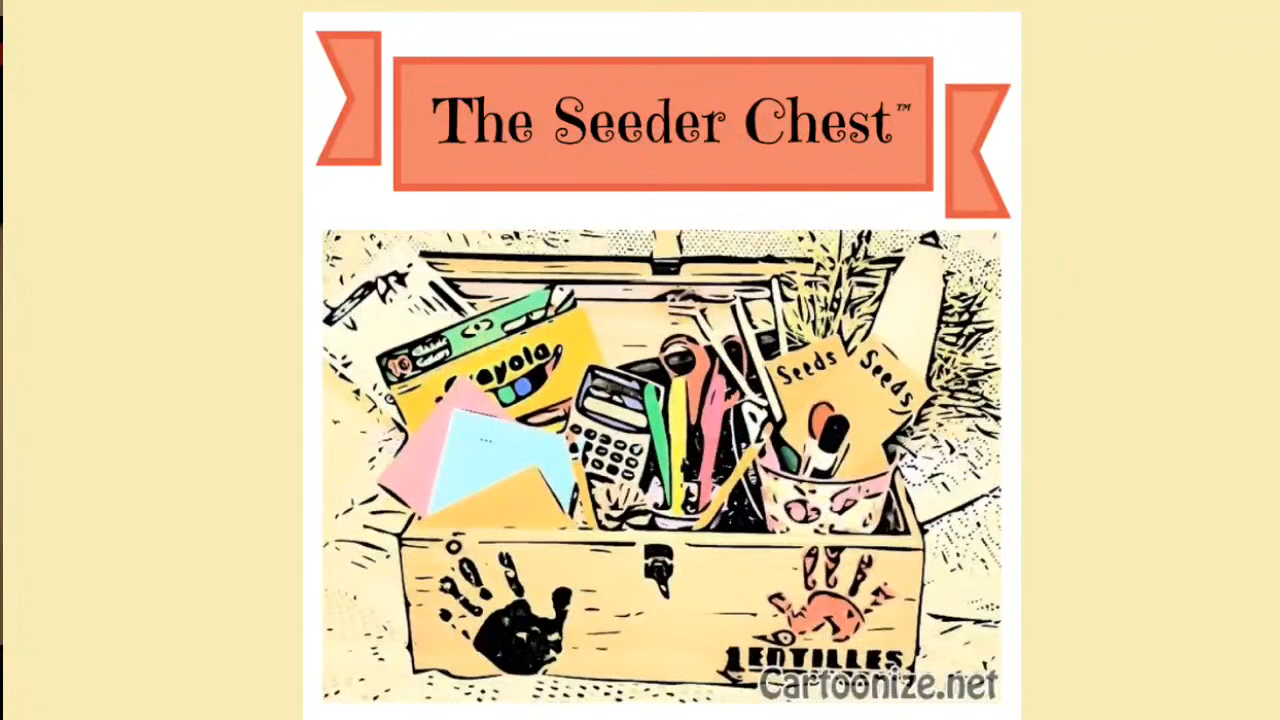 The Seeder Chest™
Crayola
Seeds
Seeds
LENTILLES
Cartoonize.net